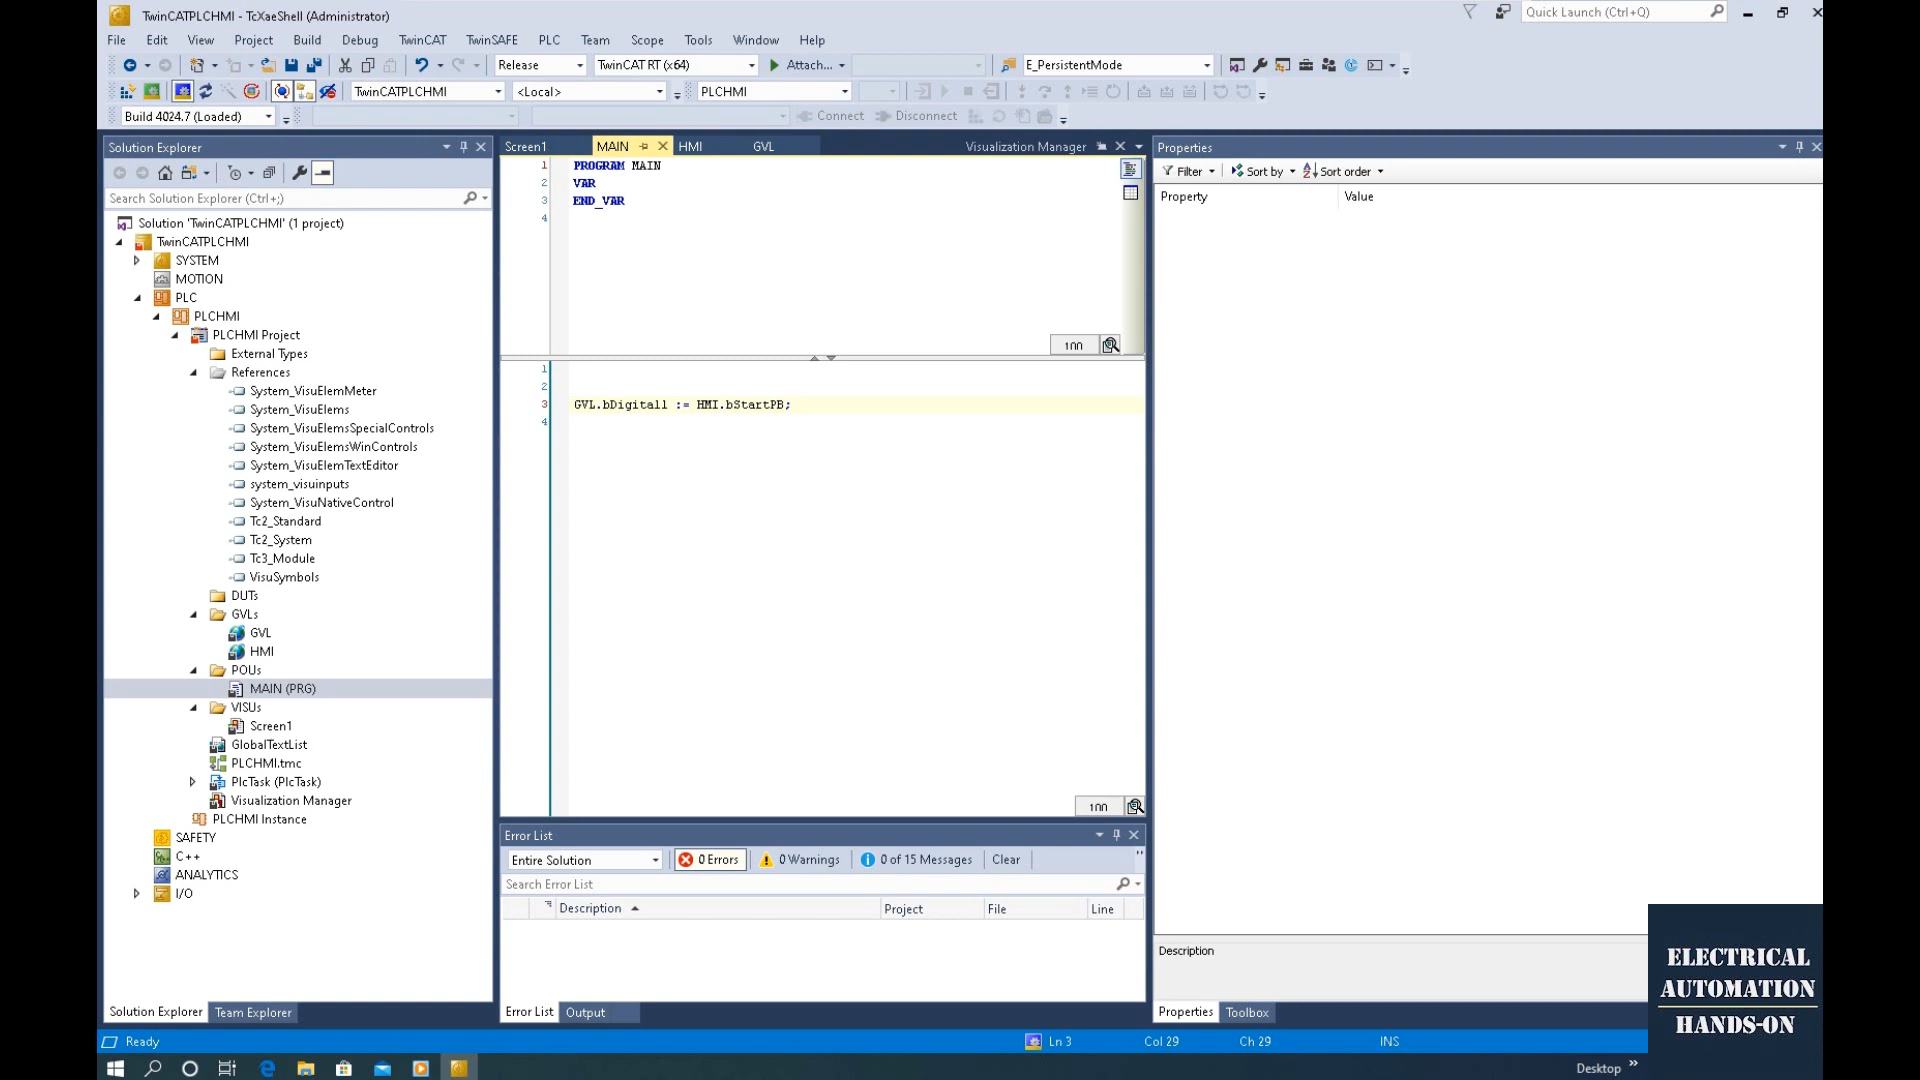 TwinCATPLCHMI - TcXaeShell (Administrator)
Quick Launch (Ctrl+Q)
File Edit View Project Build Debug TwinCAT TwinSAFE PLC Team Scope Tools Window Help
Release TwinCAT RT (x64) Attach... E_PersistentMode
TwinCATPLCHMI <Local> PLCHMI
Build 4024.7 (Loaded) Connect Disconnect
Solution Explorer
Search Solution Explorer (Ctrl+;)
Solution 'TwinCATPLCHMI' (1 project)
TwinCATPLCHMI
SYSTEM
MOTION
PLC
PLCHMI
PLCHMI Project
External Types
References
System_VisuElemMeter
System_VisuElems
System_VisuElemsSpecialControls
System_VisuElemsWinControls
System_VisuElemTextEditor
system_visuinputs
System_VisuNativeControl
Tc2_Standard
Tc2_System
Tc3_Module
VisuSymbols
DUTs
GVLs
GVL
HMI
POUs
MAIN (PRG)
VISUs
Screen1
GlobalTextList
PLCHMI.tmc
PlcTask (PlcTask)
Visualization Manager
PLCHMI Instance
SAFETY
C++
ANALYTICS
I/O
Solution Explorer Team Explorer
Screen1 MAIN HMI GVL Visualization Manager
1 PROGRAM MAIN
2 VAR
3 END_VAR
4
100
1
2
3 GVL.bDigital1 := HMI.bStartPB;
4
100
Error List
Entire Solution 0 Errors 0 Warnings 0 of 15 Messages Clear
Search Error List
Description Project File Line
Error List Output
Properties
Filter Sort by Sort order
Property Value
Description
Properties Toolbox
Ready Ln 3 Col 29 Ch 29 INS
Desktop
ELECTRICAL
AUTOMATION
HANDS-ON